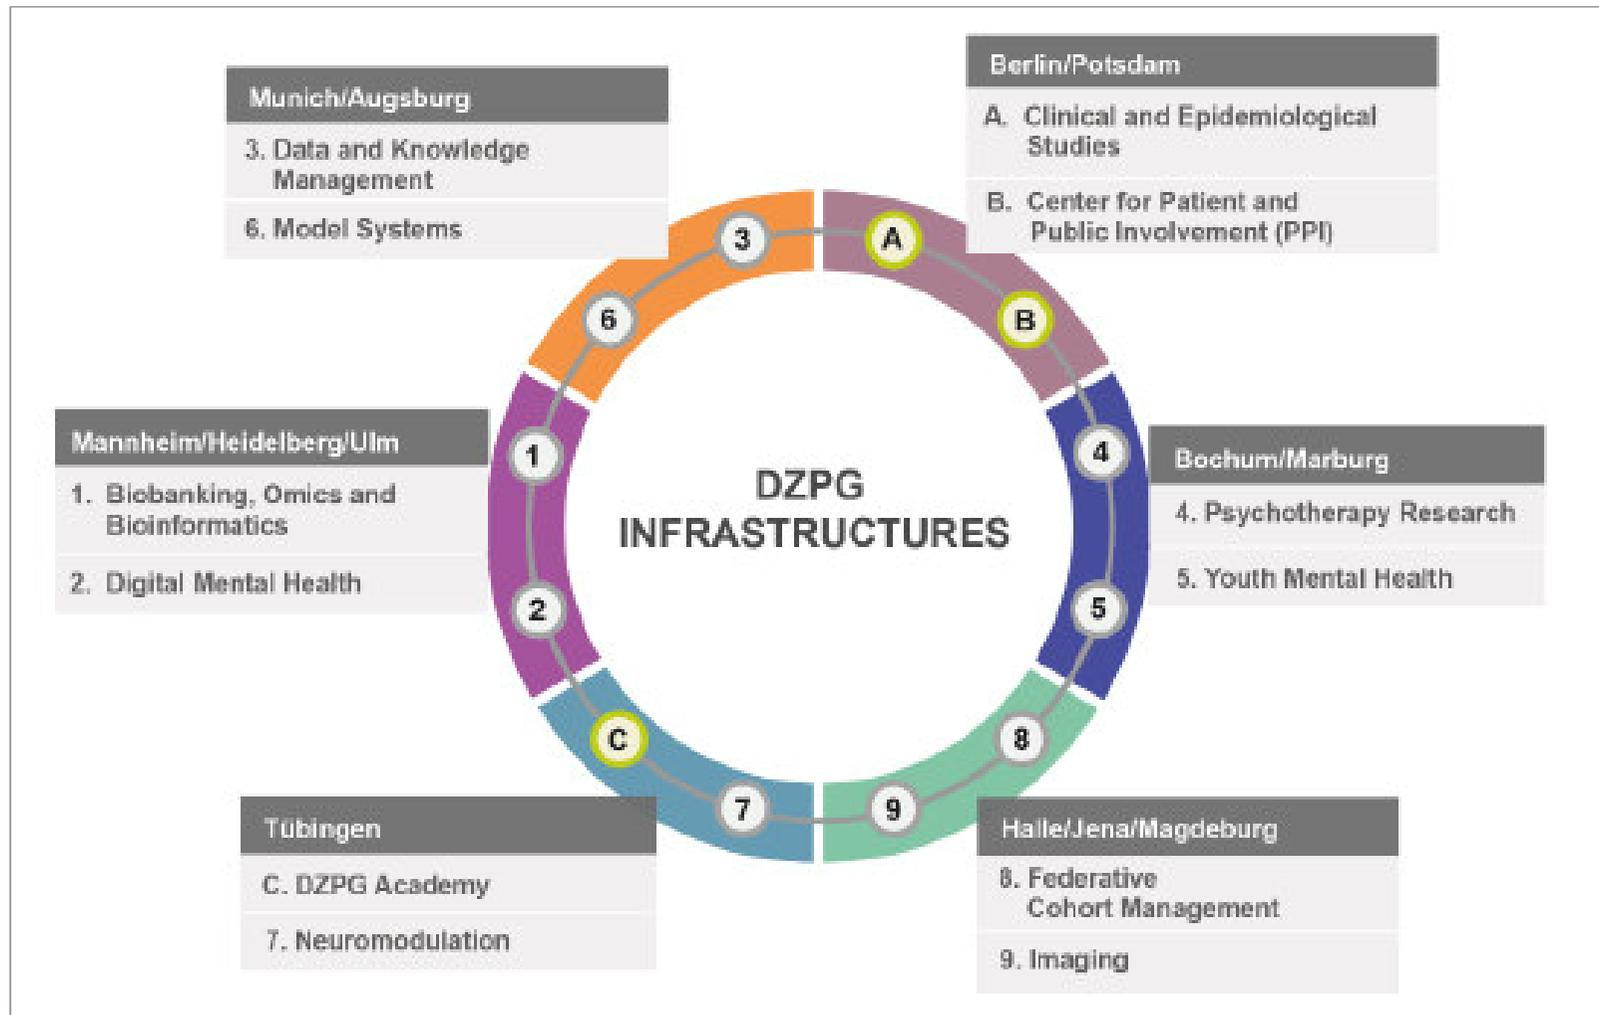 Munich/Augsburg
3. Data and Knowledge
Management
6. Model Systems
Berlin/Potsdam
A. Clinical and Epidemiological
Studies
B. Center for Patient and
Public Involvement (PPI)
3
A
6
B
Mannheim/Heidelberg/Ulm
1. Biobanking, Omics and
Bioinformatics
2. Digital Mental Health
1
2
DZPG
INFRASTRUCTURES
4
5
Bochum/Marburg
4. Psychotherapy Research
5. Youth Mental Health
C
7
9
8
Tübingen
C. DZPG Academy
7. Neuromodulation
Halle/Jena/Magdeburg
8. Federative
Cohort Management
9. Imaging